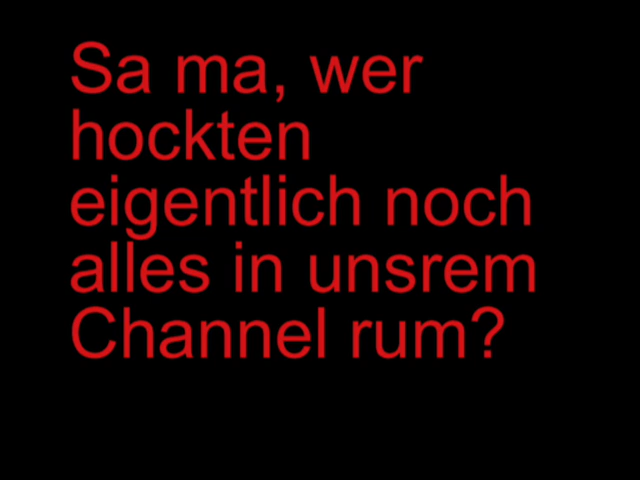 Sa ma, wer
hockten
eigentlich noch
alles in unsrem
Channel rum?